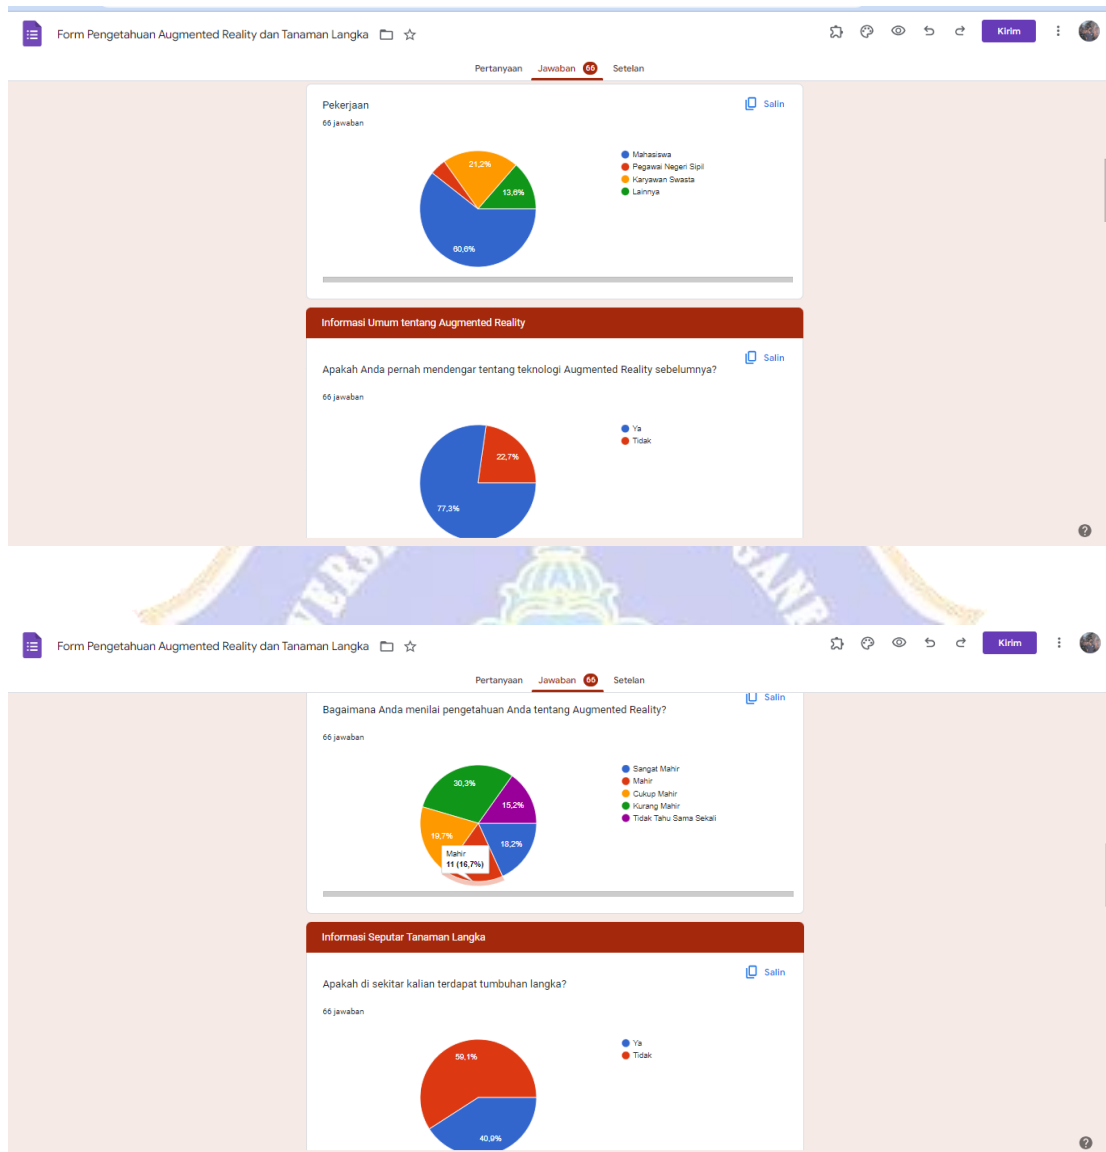 Form Pengetahuan Augmented Reality dan Tanaman Langka
Kirim
Pertanyaan Jawaban 66 Setelan
Pekerjaan
Salin
66 jawaban
21,2%
13,6%
60,6%
Mahasiswa
Pegawai Negeri Sipil
Karyawan Swasta
Lainnya
Informasi Umum tentang Augmented Reality
Salin
Apakah Anda pernah mendengar tentang teknologi Augmented Reality sebelumnya?
66 jawaban
22,7%
77,3%
Ya
Tidak
Form Pengetahuan Augmented Reality dan Tanaman Langka
Kirim
Pertanyaan Jawaban 66 Setelan
Salin
Bagaimana Anda menilai pengetahuan Anda tentang Augmented Reality?
66 jawaban
30,3%
15,2%
19,7%
18,2%
Mahir
11 (16,7%)
Sangat Mahir
Mahir
Cukup Mahir
Kurang Mahir
Tidak Tahu Sama Sekali
Informasi Seputar Tanaman Langka
Salin
Apakah di sekitar kalian terdapat tumbuhan langka?
66 jawaban
59,1%
40,9%
Ya
Tidak